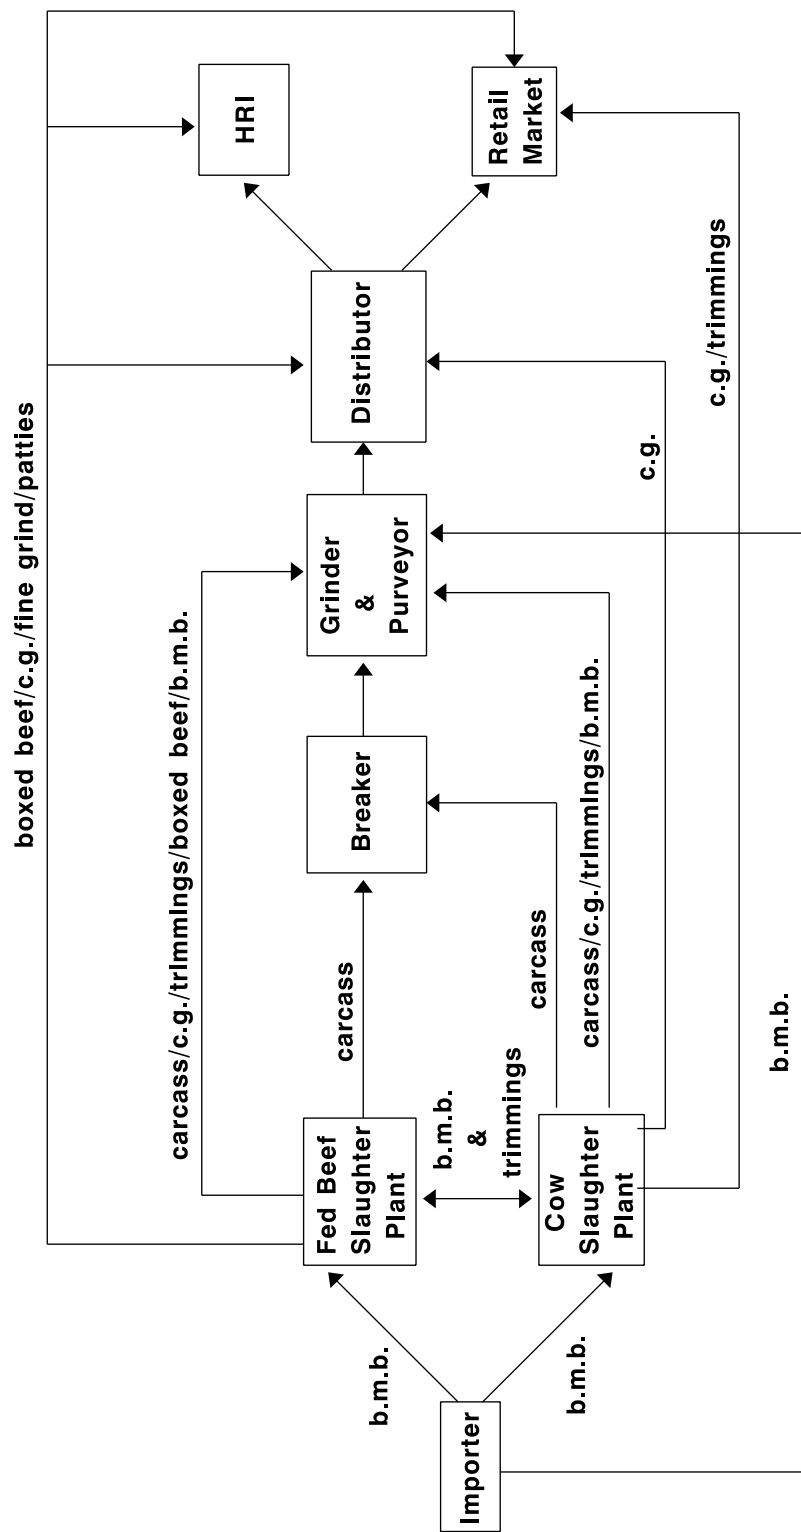 boxed beef/c.g./fine grind/patties
carcass/c.g./trImmIngs/boxed beef/b.m.b.
HRI
Fed Beef
Slaughter
Plant
carcass
Breaker
Grinder
&
Purveyor
Distributor
b.m.b.
b.m.b.
&
trimmings
Importer
Retail
Market
b.m.b.
Cow
Slaughter
Plant
carcass
carcass/c.g./trImmIngs/b.m.b.
c.g.
c.g./trimmings
b.m.b.